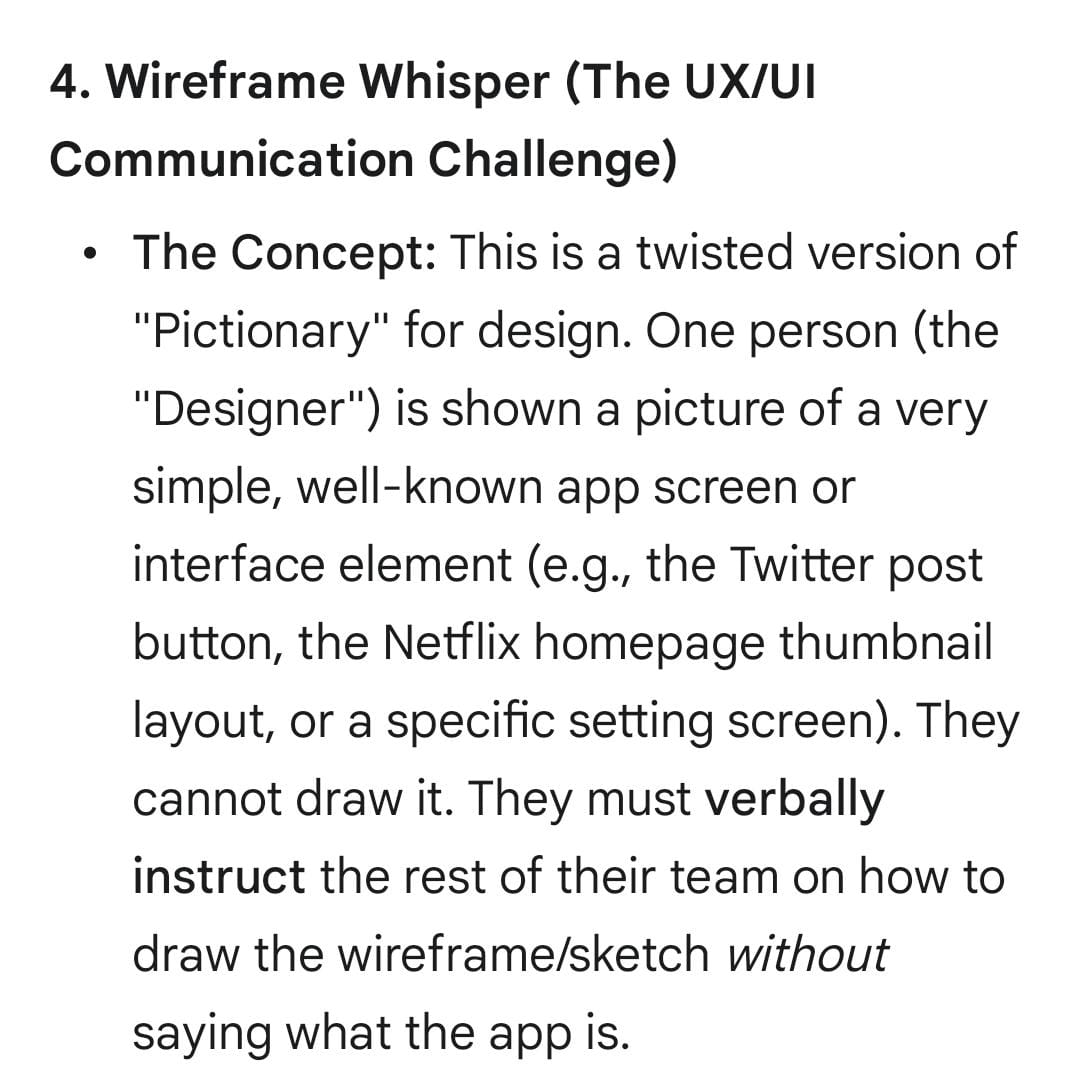 4. Wireframe Whisper (The UX/UI
Communication Challenge)
• The Concept: This is a twisted version of
"Pictionary" for design. One person (the
"Designer") is shown a picture of a very
simple, well-known app screen or
interface element (e.g., the Twitter post
button, the Netflix homepage thumbnail
layout, or a specific setting screen). They
cannot draw it. They must verbally
instruct the rest of their team on how to
draw the wireframe/sketch without
saying what the app is.